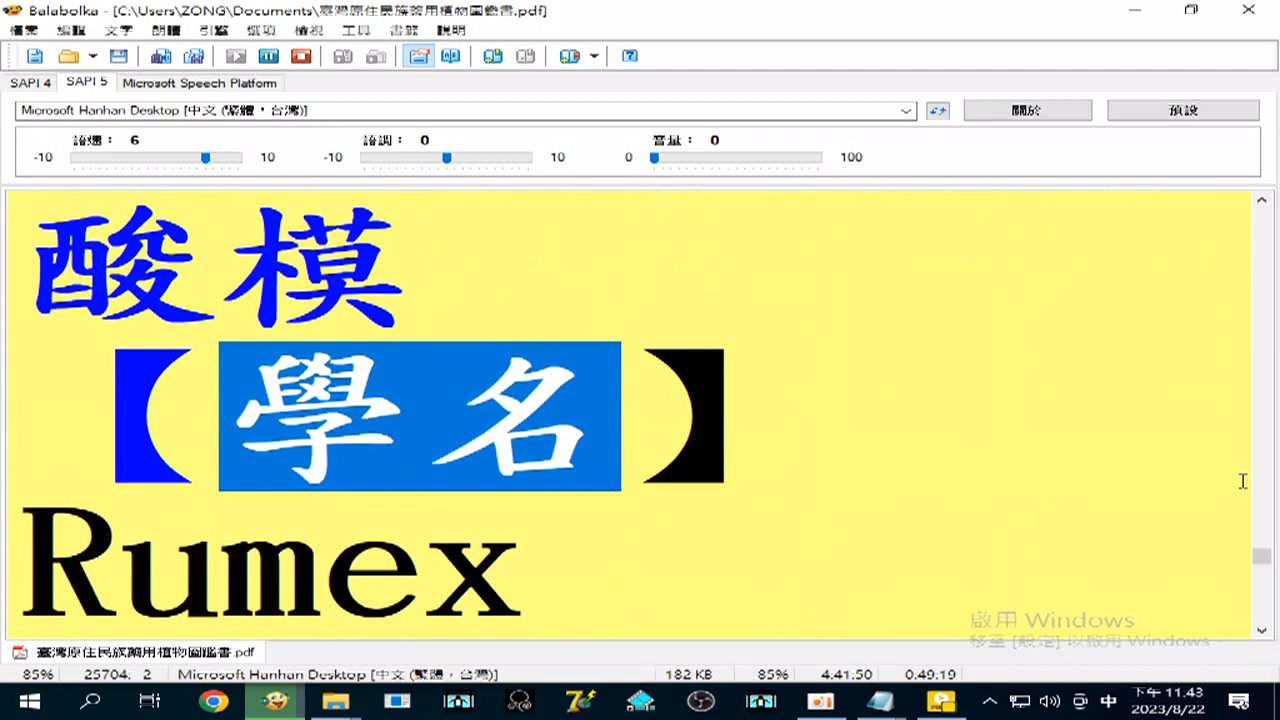 Balabolka - [C:\Users\ZONG\Documents\臺灣原住民族藥用植物圖鑑書.pdf]
檔案 編輯 文字 朗讀 引擎 選項 檢視 工具 書籤 說明
SAPI 4 SAPI 5 Microsoft Speech Platform
Microsoft Hanhan Desktop [中文 (繁體，台灣)] 關於 預設
語速： 6 語調： 0 音量： 0
-10 10 -10 10 0 100
酸模
【學名】
Rumex
啟用 Windows
移至 [設定] 以啟用 Windows。
臺灣原住民族藥用植物圖鑑書.pdf
85% 25704: 2 Microsoft Hanhan Desktop [中文 (繁體，台灣)] 182 KB 85% 4.41.50 0.49.19
中 下午 11:43
2023/8/22